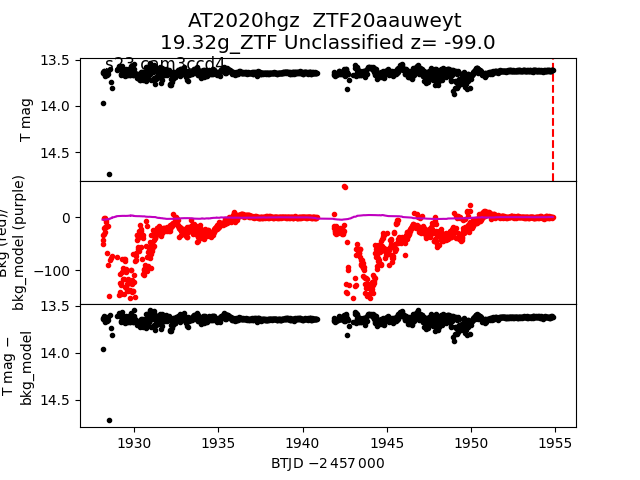 AT2020hgz  ZTF20aauweyt
19.32g_ZTF Unclassified z= -99.0
s23 cam3ccd4
13.5
14.0
14.5
T mag
0
−100
Bkg (red)/
bkg_model (purple)
13.5
14.0
14.5
T mag −
bkg_model
1930 1935 1940 1945 1950 1955
BTJD −2 457 000